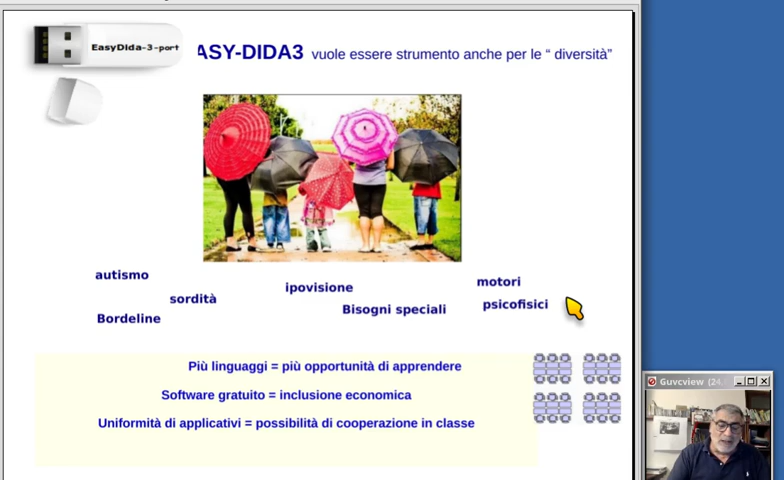 EasyDida-3-port
ASY-DIDA3 vuole essere strumento anche per le “ diversità”
autismo
motori
ipovisione
sordità
psicofisici
Bisogni speciali
Bordeline
Più linguaggi = più opportunità di apprendere
Software gratuito = inclusione economica
Uniformità di applicativi = possibilità di cooperazione in classe
Guvcview (24.